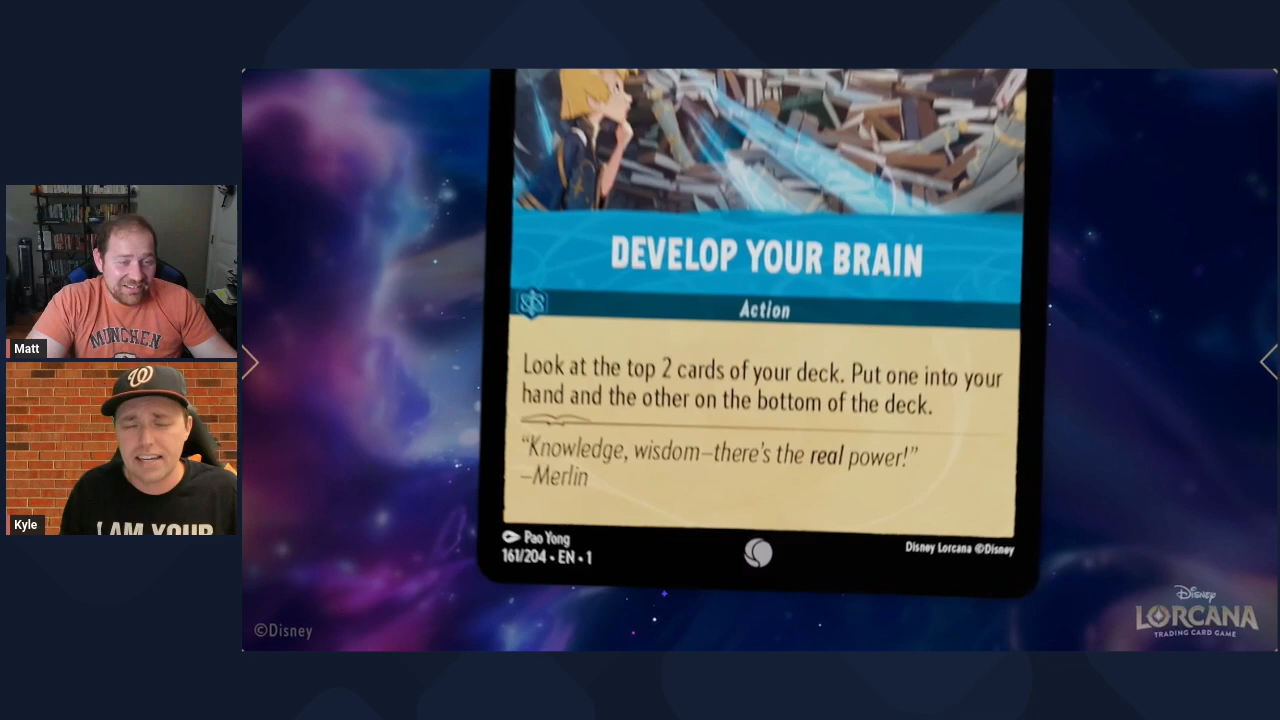 DEVELOP YOUR BRAIN
Action
Look at the top 2 cards of your deck. Put one into your
hand and the other on the bottom of the deck.
“Knowledge, wisdom—there's the real power!”
—Merlin
Pao Yong
161/204 • EN • 1
Disney Lorcana ©Disney
©Disney
Disney
LORCANA
TRADING CARD GAME
MÜNCHEN
Matt
W
I AM YOUR
Kyle